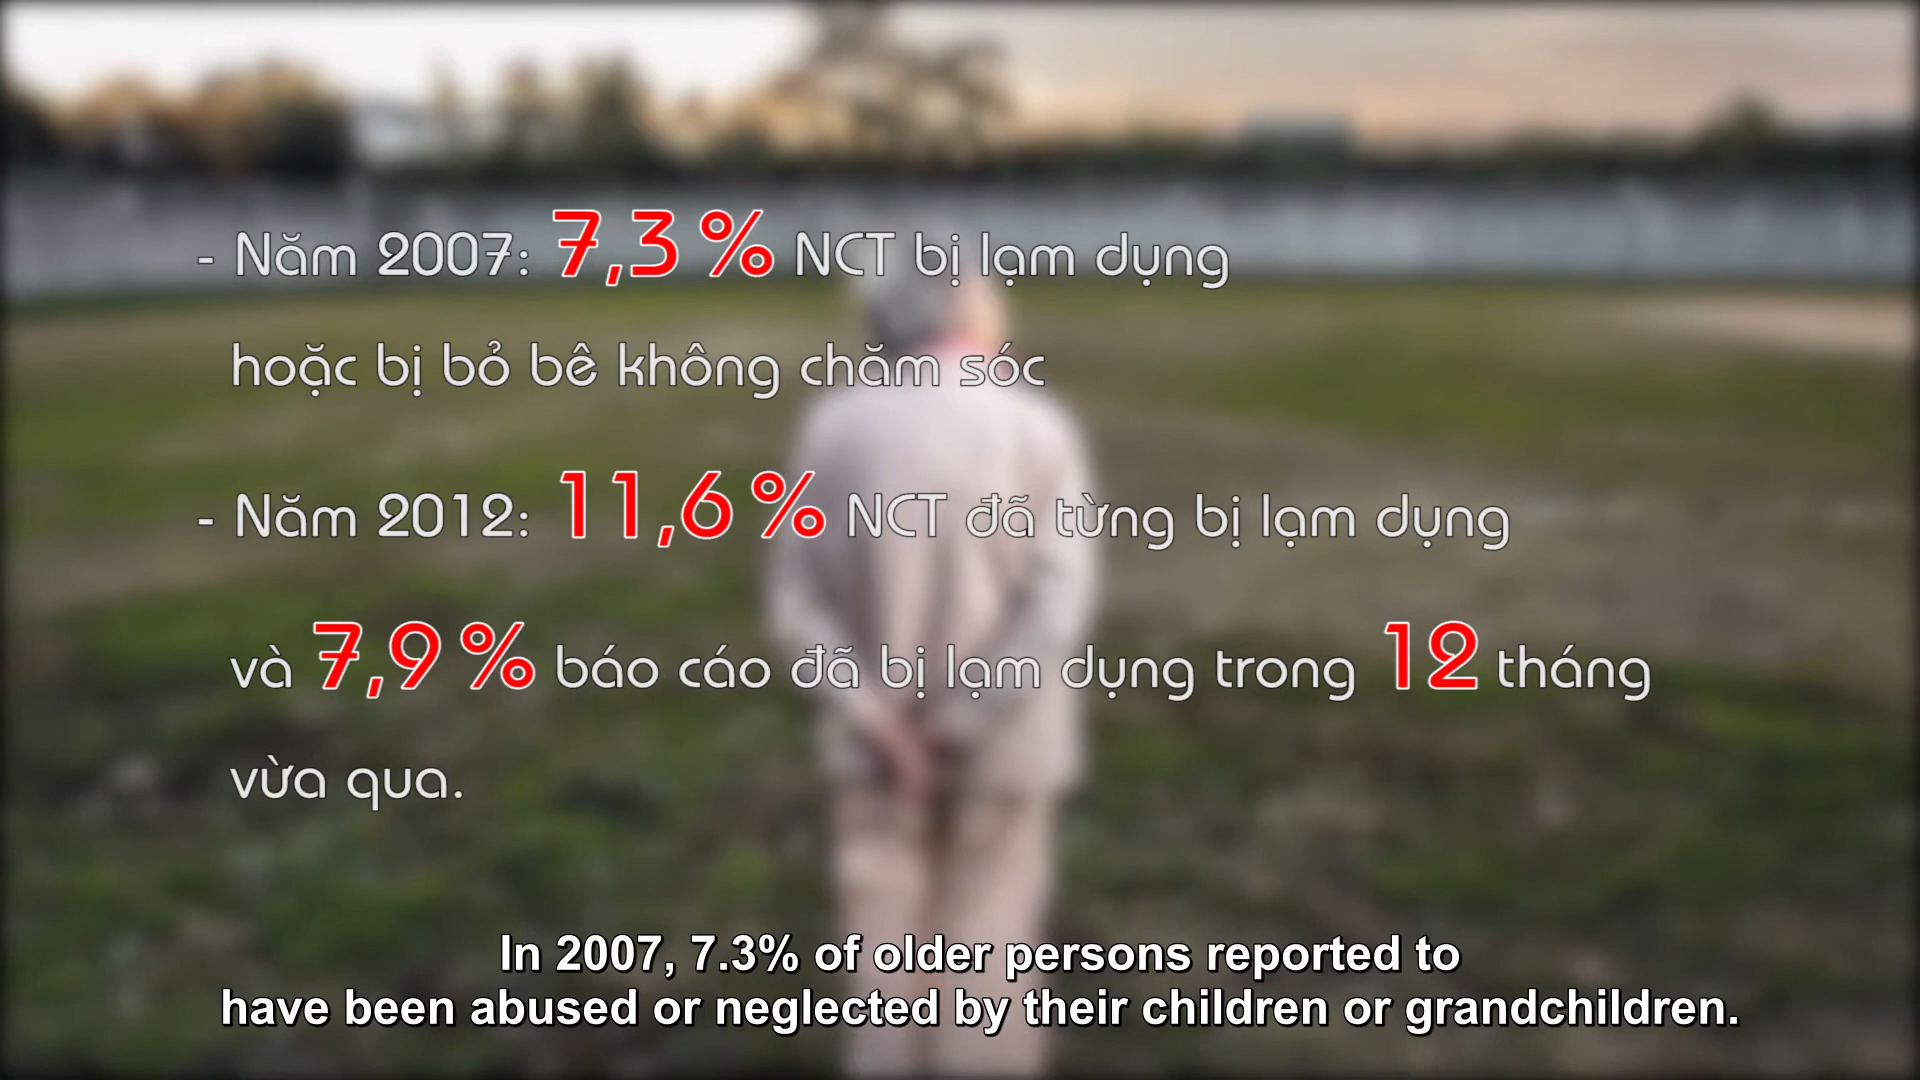 - Năm 2007: 7,3 % NCT bị lạm dụng
hoặc bị bỏ bê không chăm sóc
- Năm 2012: 11,6 % NCT đã từng bị lạm dụng
và 7,9 % báo cáo đã bị lạm dụng trong 12 tháng
vừa qua.
In 2007, 7.3% of older persons reported to
have been abused or neglected by their children or grandchildren.